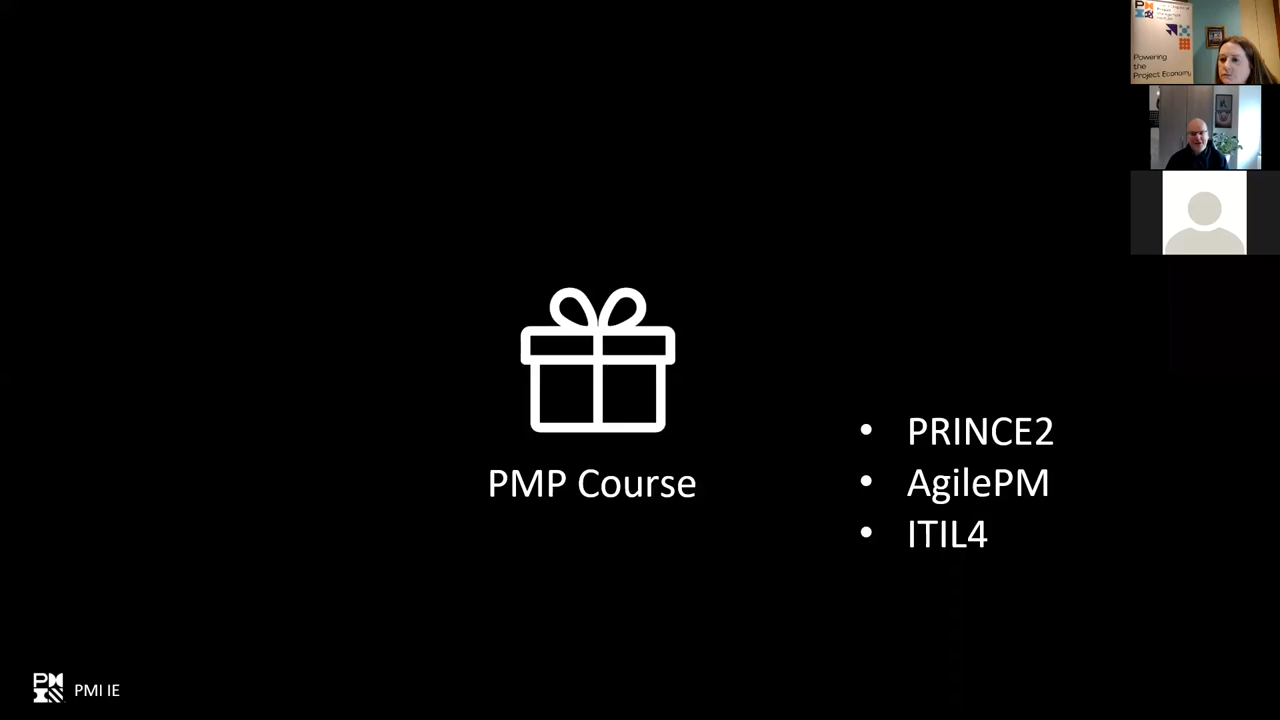 Powering
the
Project Economy
PMP Course
• PRINCE2
• AgilePM
• ITIL4
PMI IE